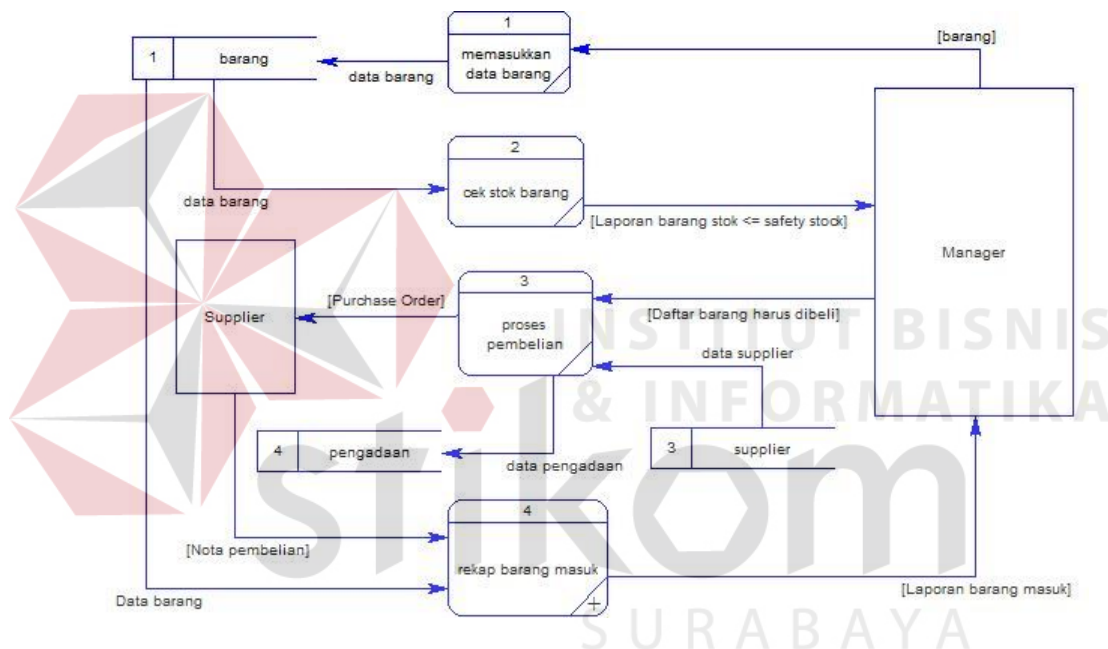 1
memasukkan
data barang
[barang]
1
barang
data barang
2
cek stok barang
data barang
[Laporan barang stok <= safety stock]
Manager
3
proses
pembelian
[Purchase Order]
Supplier
[Daftar barang harus dibeli]
data supplier
INSTITUT BISNIS
& INFORMATIKA
4
pengadaan
data pengadaan
3
supplier
stikom
4
rekap barang masuk
+
[Nota pembelian]
Data barang
[Laporan barang masuk]
SURABAYA